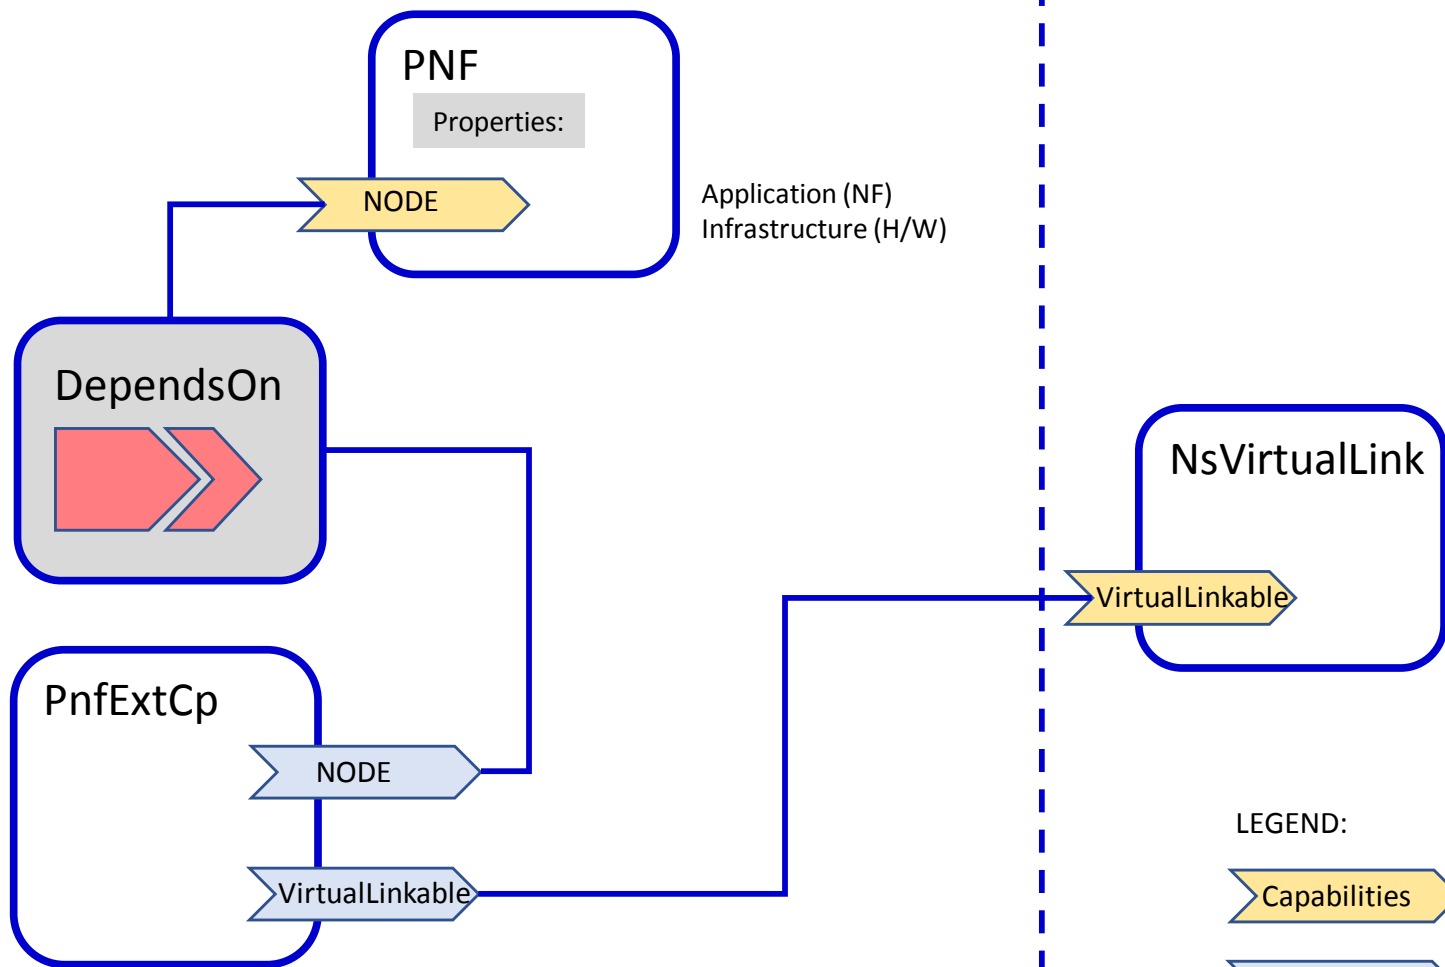 PNF
Properties:
NODE
Application (NF)
Infrastructure (H/W)
DependsOn
NsVirtualLink
VirtualLinkable
PnfExtCp
NODE
VirtualLinkable
LEGEND:
Capabilities